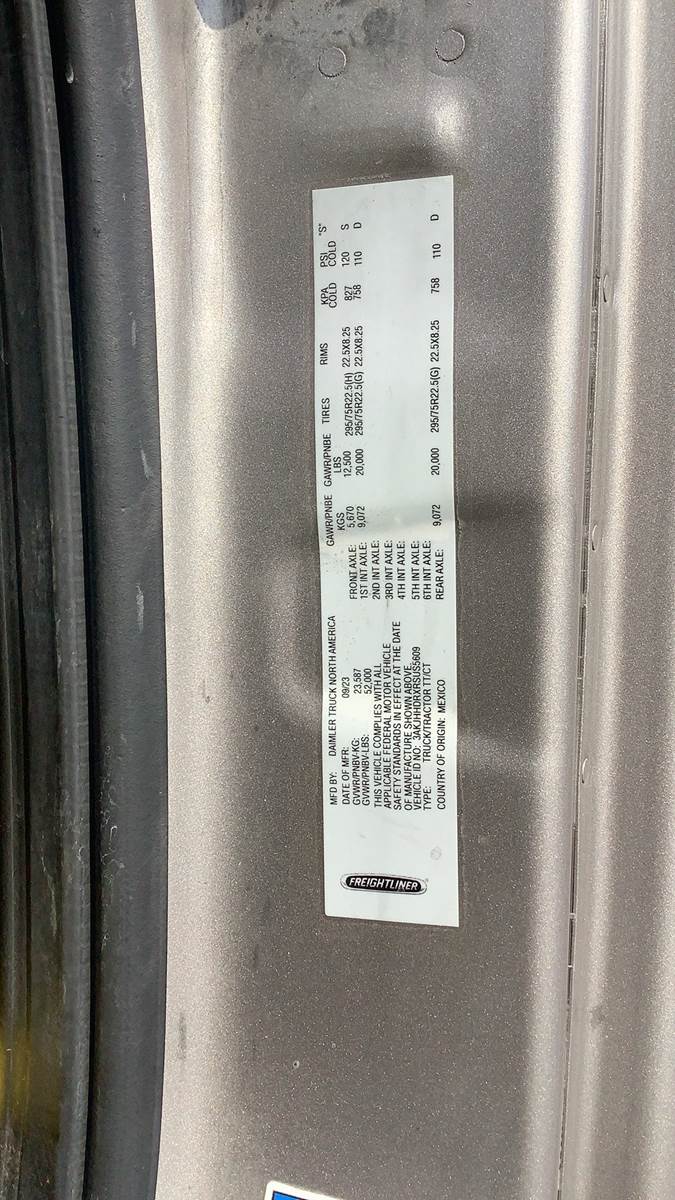 FREIGHTLINER
MFD BY: DAIMLER TRUCK NORTH AMERICA
DATE OF MFR: 09/23
GVWR/PNBV-KG: 23,587
GVWR/PNBV-LBS: 52,000
THIS VEHICLE COMPLIES WITH ALL
APPLICABLE FEDERAL MOTOR VEHICLE
SAFETY STANDARDS IN EFFECT AT THE DATE
OF MANUFACTURE SHOWN ABOVE.
VEHICLE ID NO: 3AKJHHDRXRSUS5609
TYPE: TRUCK/TRACTOR TT/CT
COUNTRY OF ORIGIN: MEXICO
GAWR/PNBE GAWR/PNBE TIRES RIMS KPA PSI "S"
KGS LBS COLD COLD
FRONT AXLE: 5,670 12,500 295/75R22.5(H) 22.5X8.25 827 120 S
1ST INT AXLE: 9,072 20,000 295/75R22.5(G) 22.5X8.25 758 110 D
2ND INT AXLE:
3RD INT AXLE:
4TH INT AXLE:
5TH INT AXLE:
6TH INT AXLE:
REAR AXLE: 9,072 20,000 295/75R22.5(G) 22.5X8.25 758 110 D